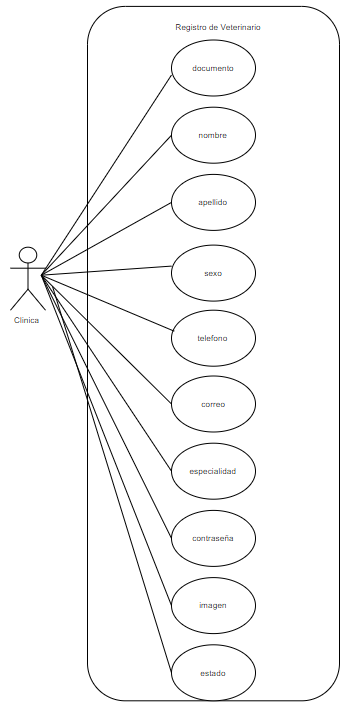 Registro de Veterinario
documento
nombre
apellido
sexo
Clinica
telefono
correo
especialidad
contraseña
imagen
estado